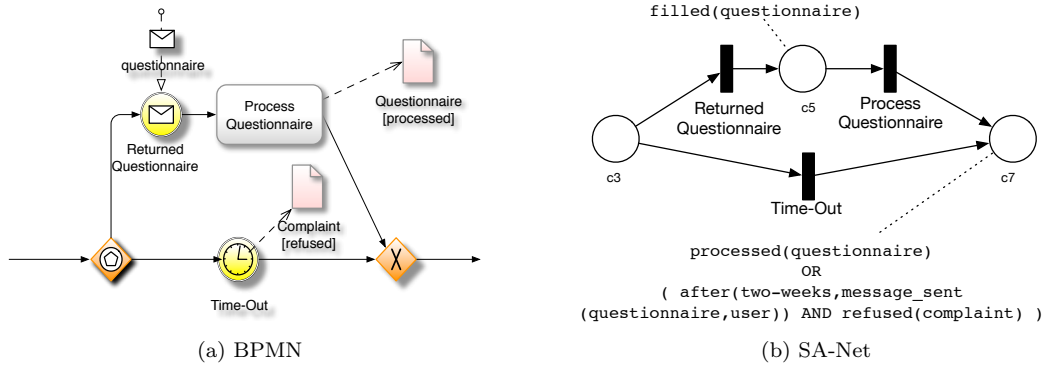 questionnaire
Returned
Questionnaire
Process
Questionnaire
Questionnaire
[processed]
Complaint
[refused]
Time-Out
X
(a) BPMN
filled(questionnaire)
Returned
Questionnaire
c5
Process
Questionnaire
c3
c7
Time-Out
processed(questionnaire)
OR
( after(two-weeks,message_sent
(questionnaire,user)) AND refused(complaint) )
(b) SA-Net